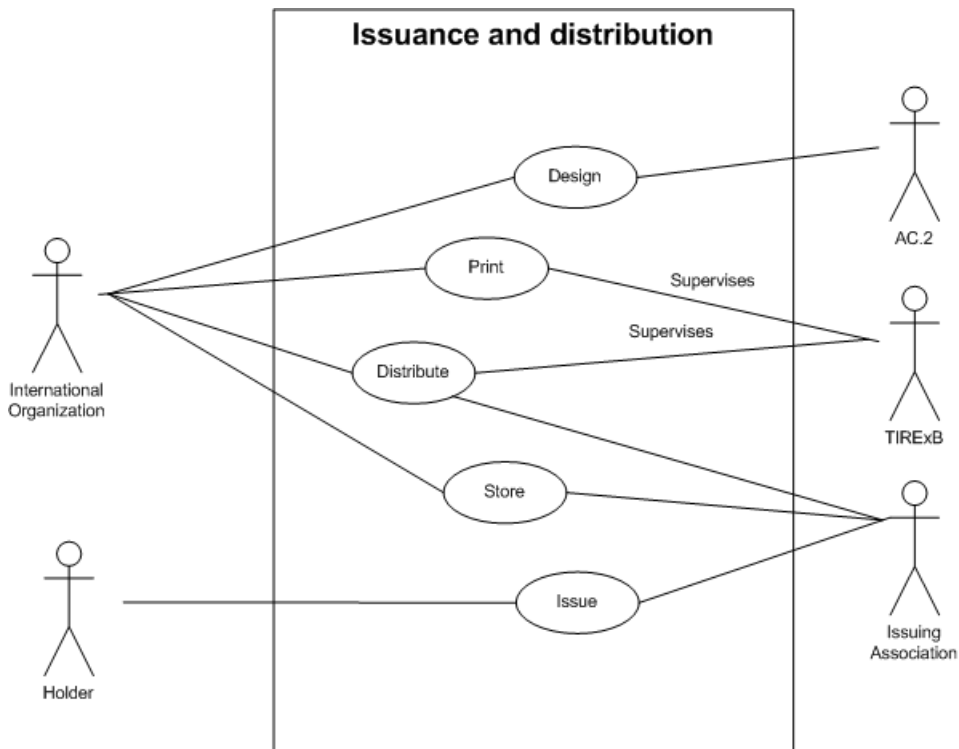 Issuance and distribution
Design
AC.2
Print
Supervises
Supervises
International
Organization
Distribute
TIRExB
Store
Issue
Issuing
Association
Holder